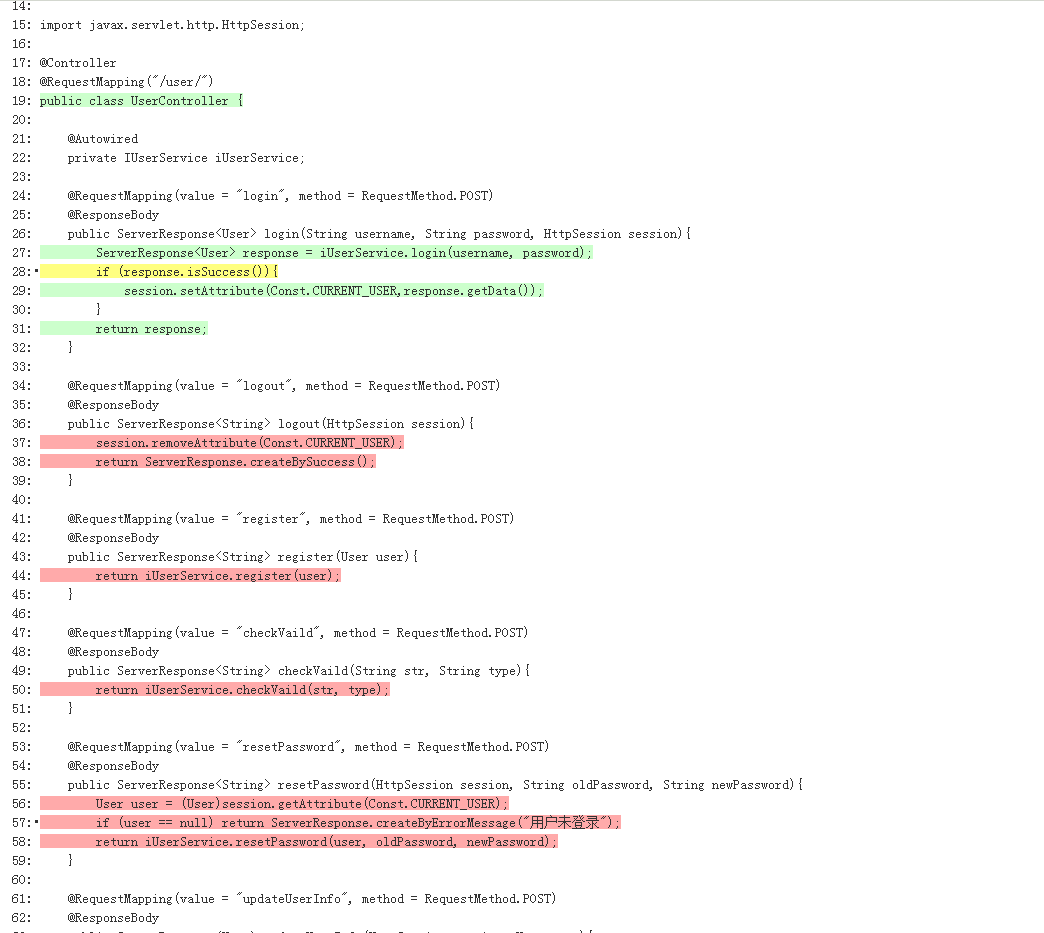 14:
15: import javax.servlet.http.HttpSession;
16:
17: @Controller
18: @RequestMapping("/user/")
19: public class UserController {
20:
21:     @Autowired
22:     private IUserService iUserService;
23:
24:     @RequestMapping(value = "login", method = RequestMethod.POST)
25:     @ResponseBody
26:     public ServerResponse<User> login(String username, String password, HttpSession session){
27:         ServerResponse<User> response = iUserService.login(username, password);
28:         if (response.isSuccess()){
29:             session.setAttribute(Const.CURRENT_USER,response.getData());
30:         }
31:         return response;
32:     }
33:
34:     @RequestMapping(value = "logout", method = RequestMethod.POST)
35:     @ResponseBody
36:     public ServerResponse<String> logout(HttpSession session){
37:         session.removeAttribute(Const.CURRENT_USER);
38:         return ServerResponse.createBySuccess();
39:     }
40:
41:     @RequestMapping(value = "register", method = RequestMethod.POST)
42:     @ResponseBody
43:     public ServerResponse<String> register(User user){
44:         return iUserService.register(user);
45:     }
46:
47:     @RequestMapping(value = "checkVaild", method = RequestMethod.POST)
48:     @ResponseBody
49:     public ServerResponse<String> checkVaild(String str, String type){
50:         return iUserService.checkVaild(str, type);
51:     }
52:
53:     @RequestMapping(value = "resetPassword", method = RequestMethod.POST)
54:     @ResponseBody
55:     public ServerResponse<String> resetPassword(HttpSession session, String oldPassword, String newPassword){
56:         User user = (User)session.getAttribute(Const.CURRENT_USER);
57:         if (user == null) return ServerResponse.createByErrorMessage("用户未登录");
58:         return iUserService.resetPassword(user, oldPassword, newPassword);
59:     }
60:
61:     @RequestMapping(value = "updateUserInfo", method = RequestMethod.POST)
62:     @ResponseBody